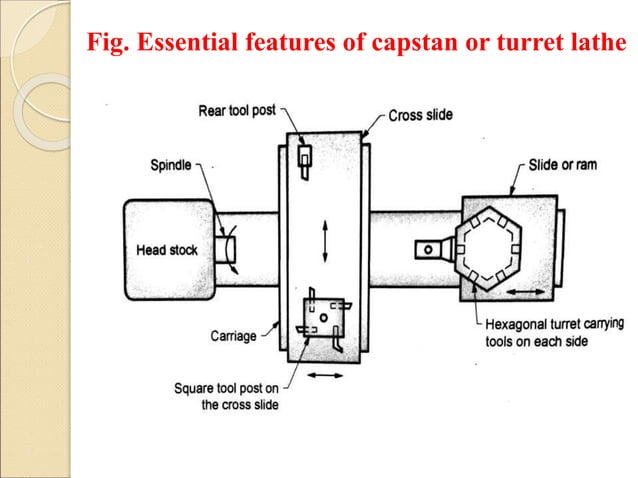 Fig. Essential features of capstan or turret lathe
Rear tool post
Cross slide
Spindle
Slide or ram
Head stock
Carriage
Hexagonal turret carrying
tools on each side
Square tool post on
the cross slide